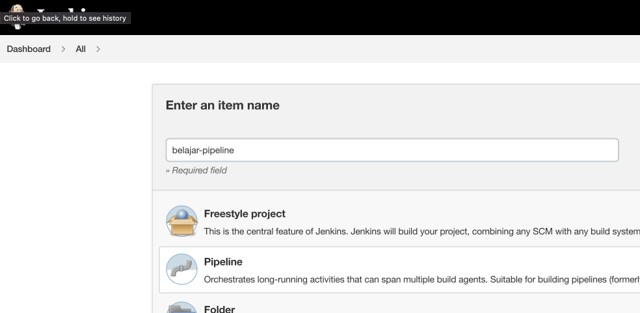 Click to go back, hold to see history
Dashboard > All >
Enter an item name
belajar-pipeline
» Required field
Freestyle project
This is the central feature of Jenkins. Jenkins will build your project, combining any SCM with any build system
Pipeline
Orchestrates long-running activities that can span multiple build agents. Suitable for building pipelines (formerl
Folder